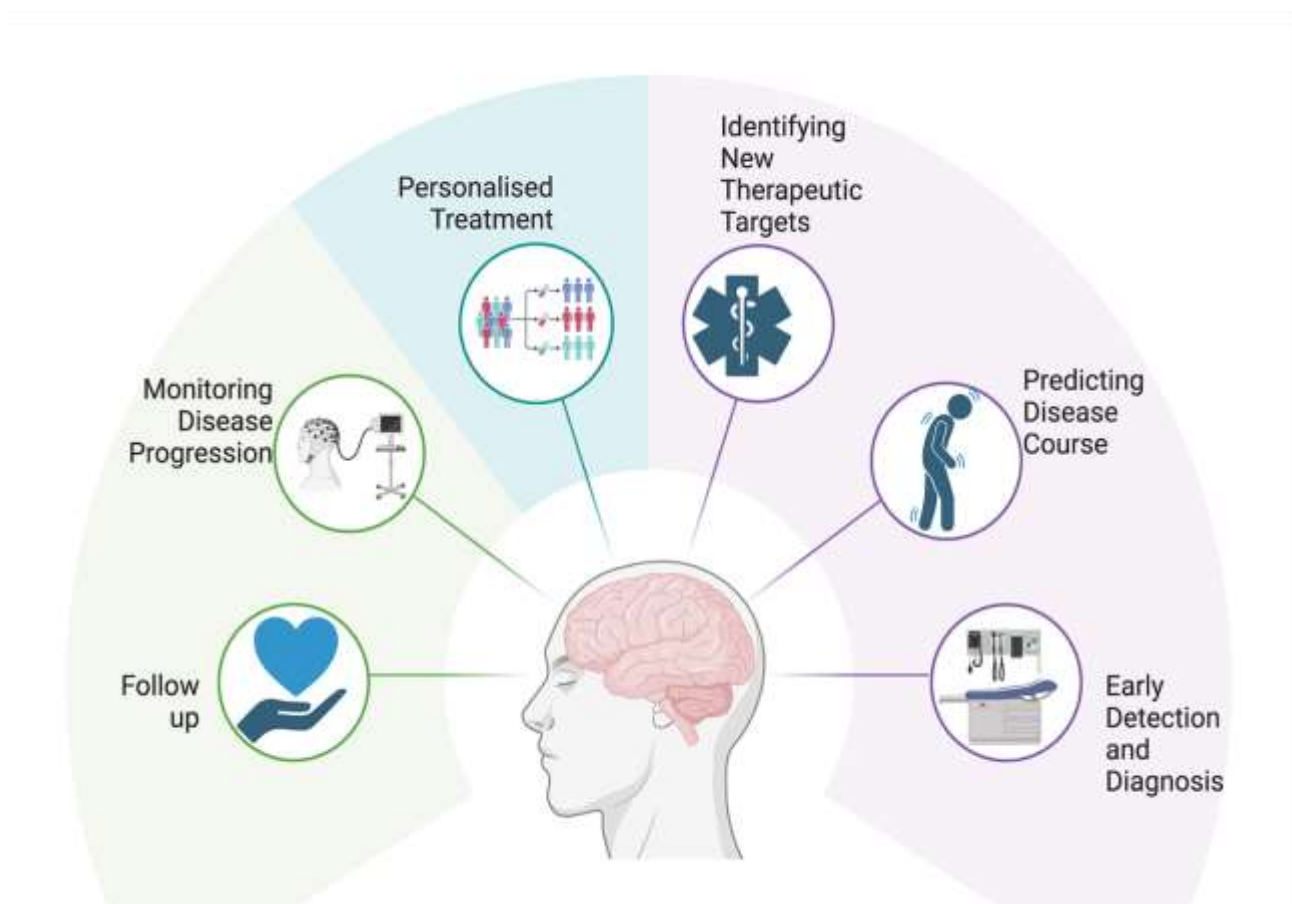 Identifying
New
Therapeutic
Targets
Personalised
Treatment
Monitoring
Disease
Progression
Predicting
Disease
Course
Follow
up
Early
Detection
and
Diagnosis